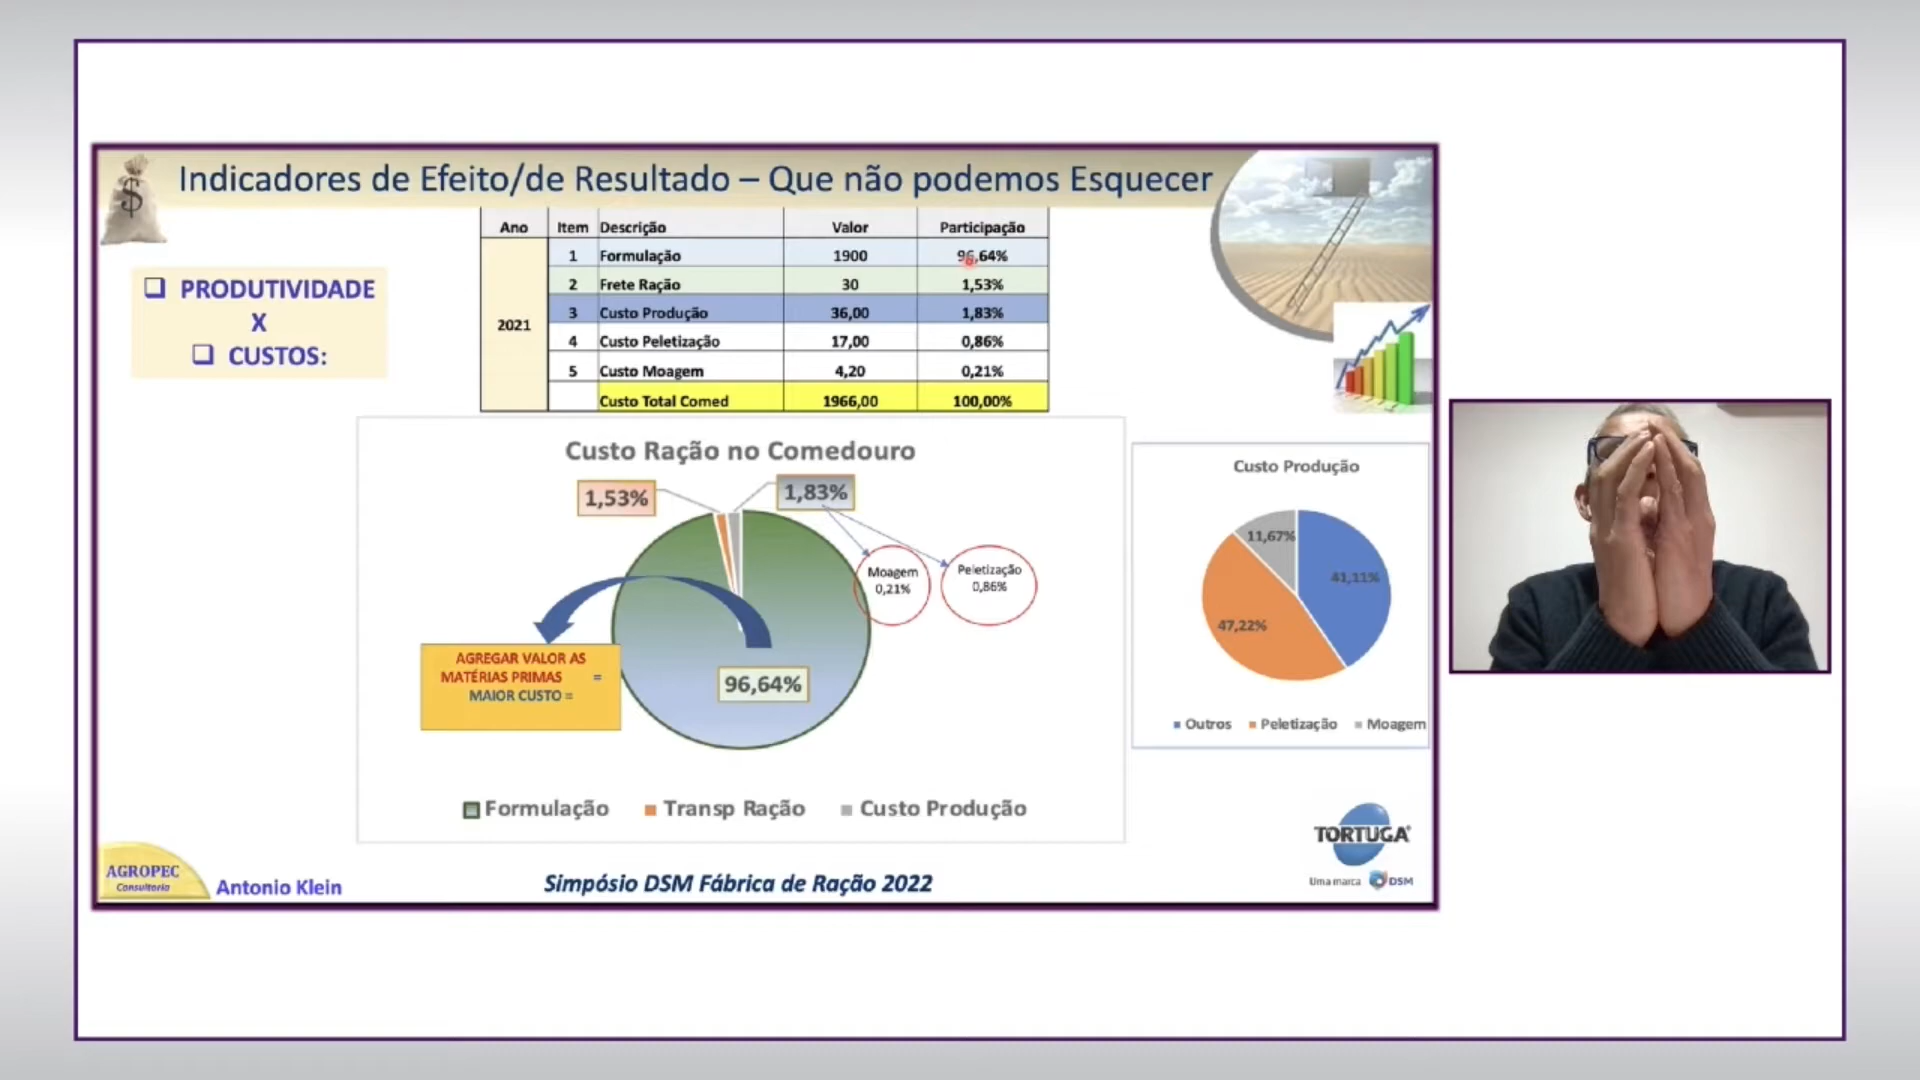 Indicadores de Efeito/de Resultado – Que não podemos Esquecer
$
❑ PRODUTIVIDADE
X
❑ CUSTOS:
Ano Item Descrição Valor Participação
1 Formulação 1900 96,64%
2 Frete Ração 30 1,53%
2021
3 Custo Produção 36,00 1,83%
4 Custo Peletização 17,00 0,86%
5 Custo Moagem 4,20 0,21%
Custo Total Comed 1966,00 100,00%
Custo Ração no Comedouro
1,53%
1,83%
Moagem
0,21%
Peletização
0,86%
AGREGAR VALOR AS
MATÉRIAS PRIMAS =
MAIOR CUSTO =
96,64%
Formulação Transp Ração Custo Produção
Custo Produção
11,67%
41,11%
47,22%
Outros Peletização Moagem
AGROPEC
Consultoria
Antonio Klein
Simpósio DSM Fábrica de Ração 2022
TORTUGA
Uma marca DSM